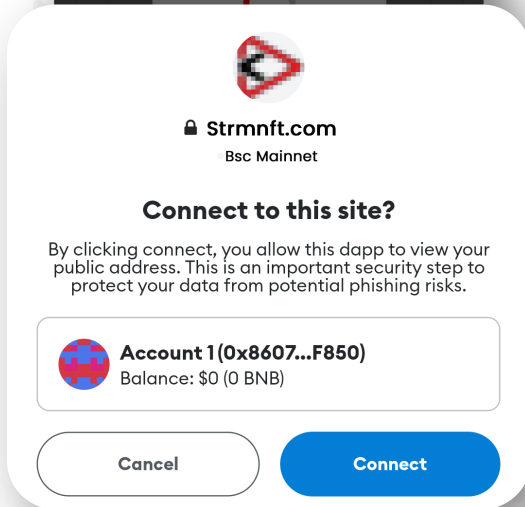 Strmnft.com
Bsc Mainnet
Connect to this site?
By clicking connect, you allow this dapp to view your
public address. This is an important security step to
protect your data from potential phishing risks.
Account 1 (0x8607...F850)
Balance: $0 (0 BNB)
Cancel
Connect